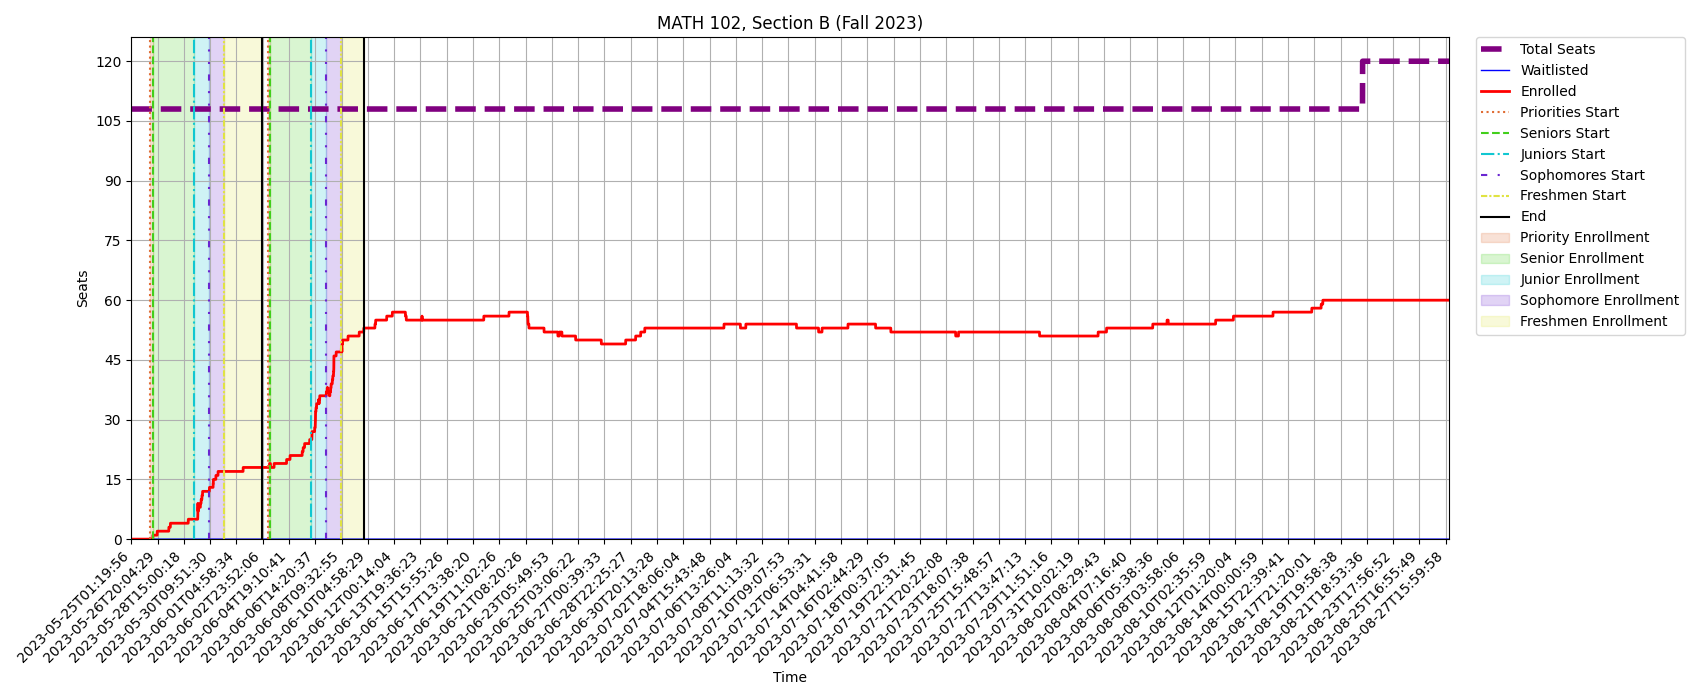 MATH 102, Section B (Fall 2023)
Seats
120
105
90
75
60
45
30
15
0
2023-05-25T01:19:56
2023-05-26T20:04:29
2023-05-28T15:00:18
2023-05-30T09:51:30
2023-06-01T04:58:34
2023-06-02T23:52:06
2023-06-04T19:10:41
2023-06-06T14:20:37
2023-06-08T09:32:55
2023-06-10T04:58:29
2023-06-12T00:14:04
2023-06-13T19:36:23
2023-06-15T15:55:26
2023-06-17T13:38:20
2023-06-19T11:02:26
2023-06-21T08:20:26
2023-06-23T05:49:53
2023-06-25T03:06:22
2023-06-27T00:39:33
2023-06-28T22:25:27
2023-06-30T20:13:28
2023-07-02T18:06:04
2023-07-04T15:43:48
2023-07-06T13:26:04
2023-07-08T11:13:32
2023-07-10T09:07:53
2023-07-12T06:53:31
2023-07-14T04:41:58
2023-07-16T02:44:29
2023-07-18T00:37:05
2023-07-19T22:31:45
2023-07-21T20:22:08
2023-07-23T18:07:38
2023-07-25T15:48:57
2023-07-27T13:47:13
2023-07-29T11:51:16
2023-07-31T10:02:19
2023-08-02T08:29:43
2023-08-04T07:16:40
2023-08-06T05:38:36
2023-08-08T03:58:06
2023-08-10T02:35:59
2023-08-12T01:20:04
2023-08-14T00:00:59
2023-08-15T22:39:41
2023-08-17T21:20:01
2023-08-19T19:58:38
2023-08-21T18:53:36
2023-08-23T17:56:52
2023-08-25T16:55:49
2023-08-27T15:59:58
Time
Total Seats
Waitlisted
Enrolled
Priorities Start
Seniors Start
Juniors Start
Sophomores Start
Freshmen Start
End
Priority Enrollment
Senior Enrollment
Junior Enrollment
Sophomore Enrollment
Freshmen Enrollment